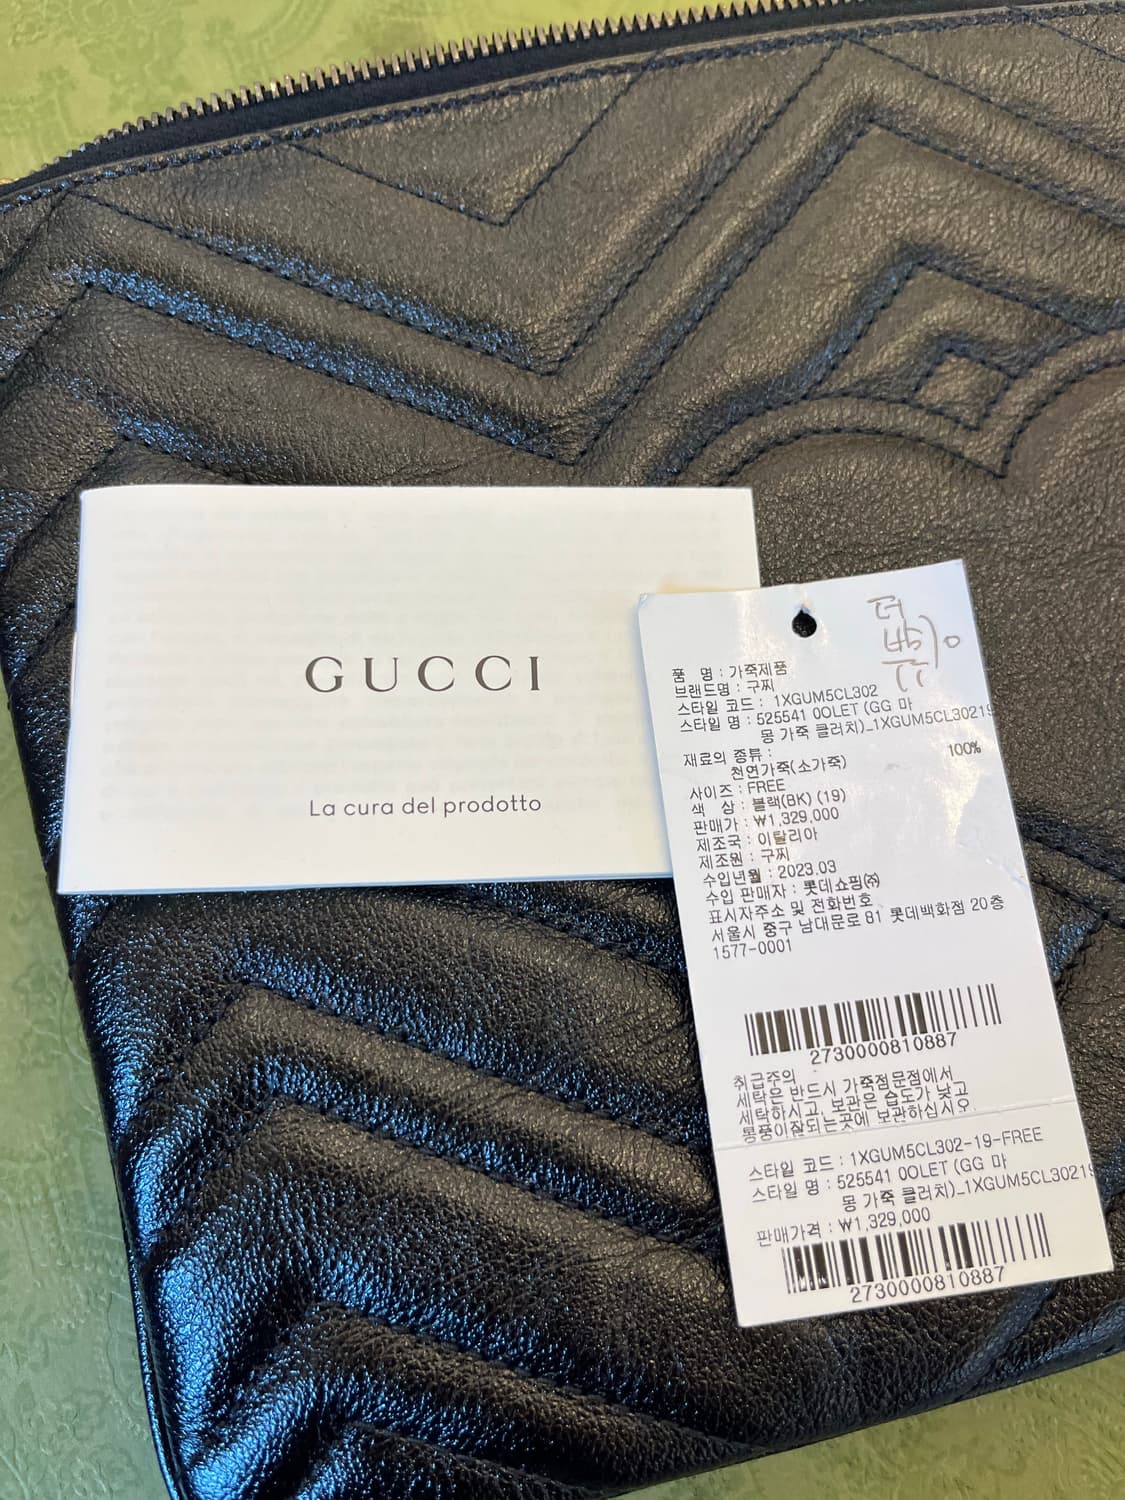 GUCCI
La cura del prodotto
품 명 : 가죽제품
브랜드명 : 구찌
스타일 코드 : 1XGUM5CL302
스타일 명 : 525541 0OLET (GG 마
몽 가죽 클러치)_1XGUM5CL30219
재료의 종류 :
천연가죽(소가죽) 100%
사이즈 : FREE
색 상 : 블랙(BK) (19)
판매가 : ₩1,329,000
제조국 : 이탈리아
제조원 : 구찌
수입년월 : 2023.03
수입 판매자 : 롯데쇼핑㈜
표시자주소 및 전화번호
서울시 중구 남대문로 81 롯데백화점 20층
1577-0001
2730000810887
취급주의
세탁은 반드시 가죽전문점에서
세탁하시고, 보관은 습도가 낮고
통풍이잘되는곳에 보관하십시오.
스타일 코드 : 1XGUM5CL302-19-FREE
스타일 명 : 525541 0OLET (GG 마
몽 가죽 클러치)_1XGUM5CL30219
판매가격 : ₩1,329,000
2730000810887